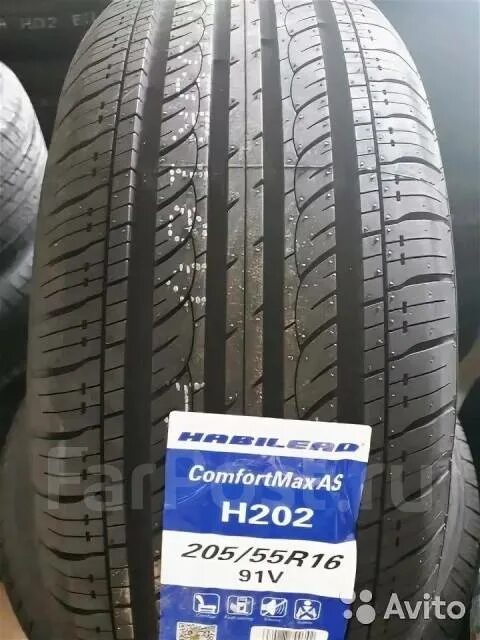 HABILEAD
ComfortMax AS
H202
205/55R16
91V
FarPost.ru
Avito